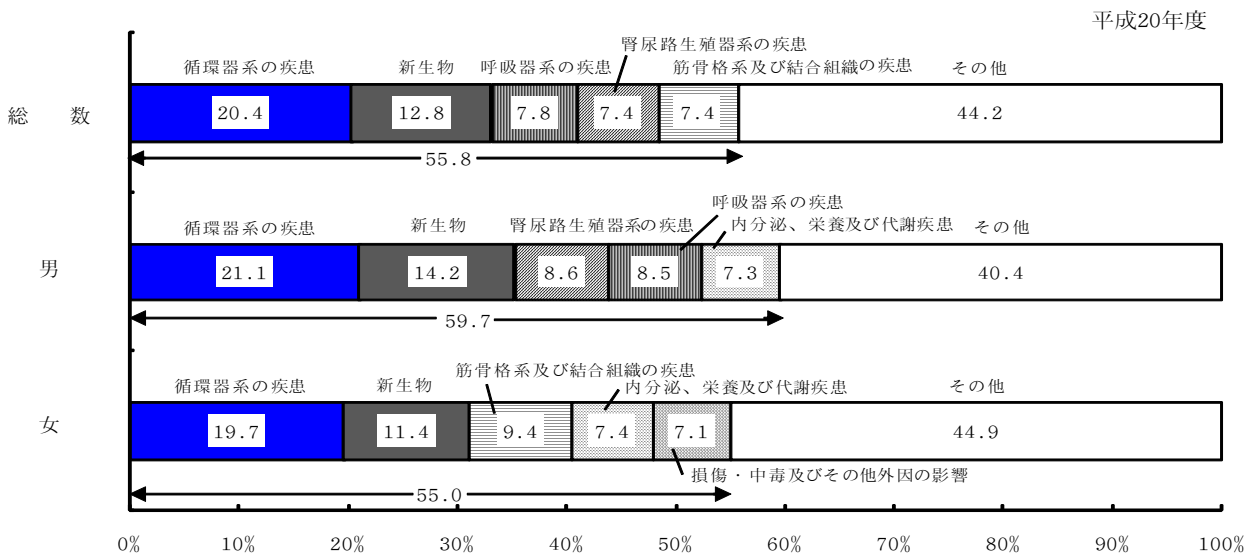 平成20年度
腎尿路生殖器系の疾患
循環器系の疾患 新生物 呼吸器系の疾患 筋骨格系及び結合組織の疾患 その他
総 数 20.4 12.8 7.8 7.4 7.4 44.2
55.8
呼吸器系の疾患
循環器系の疾患 新生物 腎尿路生殖器系の疾患 内分泌、栄養及び代謝疾患 その他
男 21.1 14.2 8.6 8.5 7.3 40.4
59.7
筋骨格系及び結合組織の疾患
循環器系の疾患 新生物 内分泌、栄養及び代謝疾患 その他
女 19.7 11.4 9.4 7.4 7.1 44.9
損傷・中毒及びその他外因の影響
55.0
0% 10% 20% 30% 40% 50% 60% 70% 80% 90% 100%